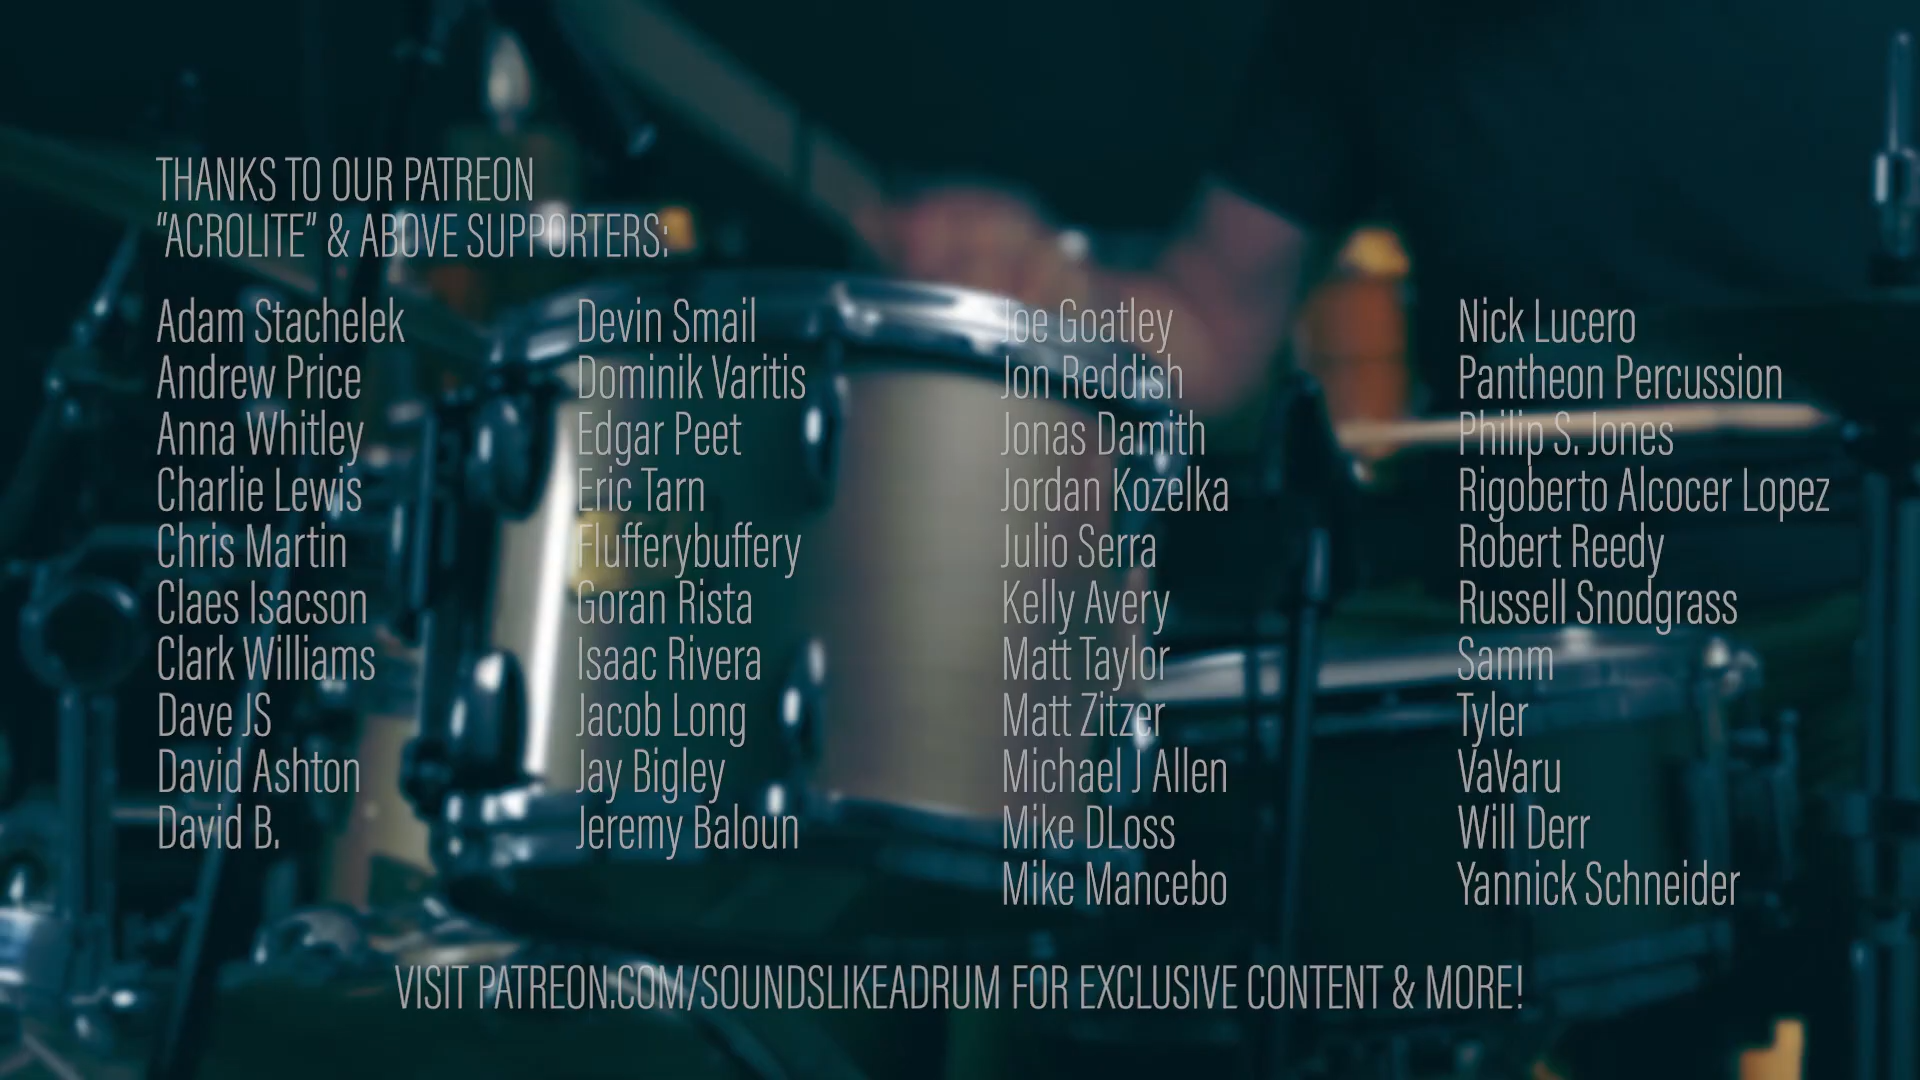 THANKS TO OUR PATREON
“ACROLITE” & ABOVE SUPPORTERS:
Adam Stachelek
Andrew Price
Anna Whitley
Charlie Lewis
Chris Martin
Claes Isacson
Clark Williams
Dave JS
David Ashton
David B.
Devin Smail
Dominik Varitis
Edgar Peet
Eric Tarn
Flufferybuffery
Goran Rista
Isaac Rivera
Jacob Long
Jay Bigley
Jeremy Baloun
Joe Goatley
Jon Reddish
Jonas Damith
Jordan Kozelka
Julio Serra
Kelly Avery
Matt Taylor
Matt Zitzer
Michael J Allen
Mike DLoss
Mike Mancebo
Nick Lucero
Pantheon Percussion
Philip S. Jones
Rigoberto Alcocer Lopez
Robert Reedy
Russell Snodgrass
Samm
Tyler
VaVaru
Will Derr
Yannick Schneider
VISIT PATREON.COM/SOUNDSLIKEADRUM FOR EXCLUSIVE CONTENT & MORE!